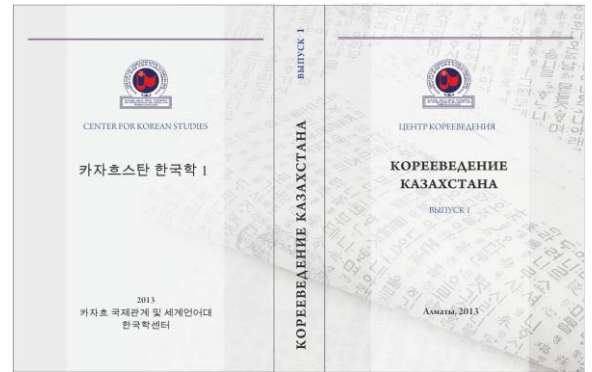 CENTER FOR KOREAN STUDIES
카자흐스탄 한국학 1
2013
카자흐 국제관계 및 세계언어대
한국학센터
КОРЕЕВЕДЕНИЕ КАЗАХСТАНА
ВЫПУСК 1
ЦЕНТР КОРЕЕВЕДЕНИЯ
КОРЕЕВЕДЕНИЕ
КАЗАХСТАНА
ВЫПУСК 1
Алматы, 2013